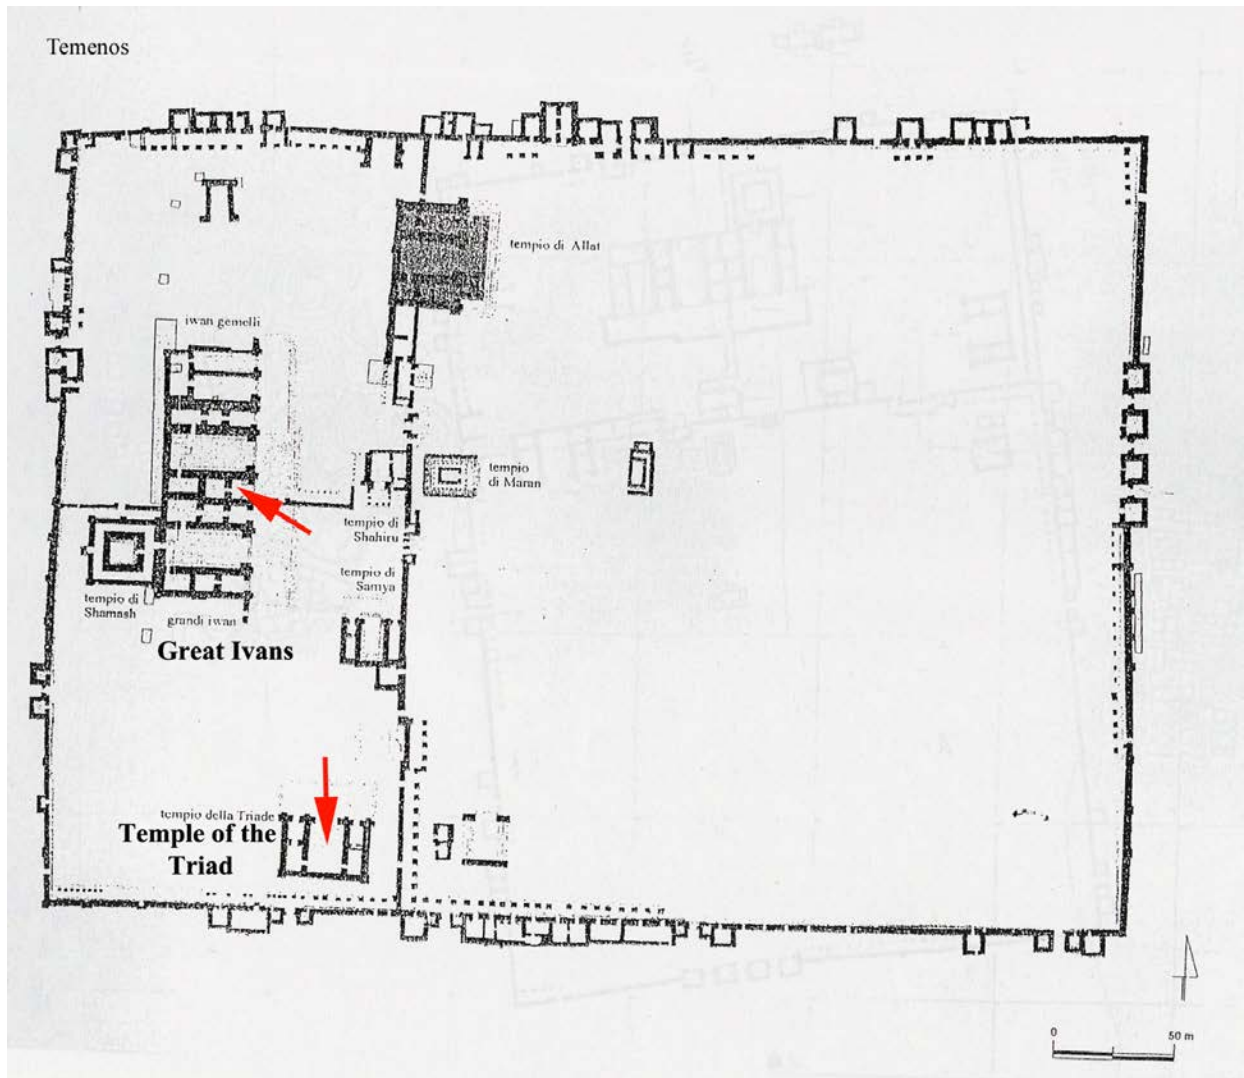 Temenos
tempio di Allat
iwan gemelli
tempio
di Maran
tempio di
Shahiru
tempio di
Samya
tempio di
Shamash
grandi iwan
Great Ivans
tempio della Triade
Temple of the
Triad
0
50 m